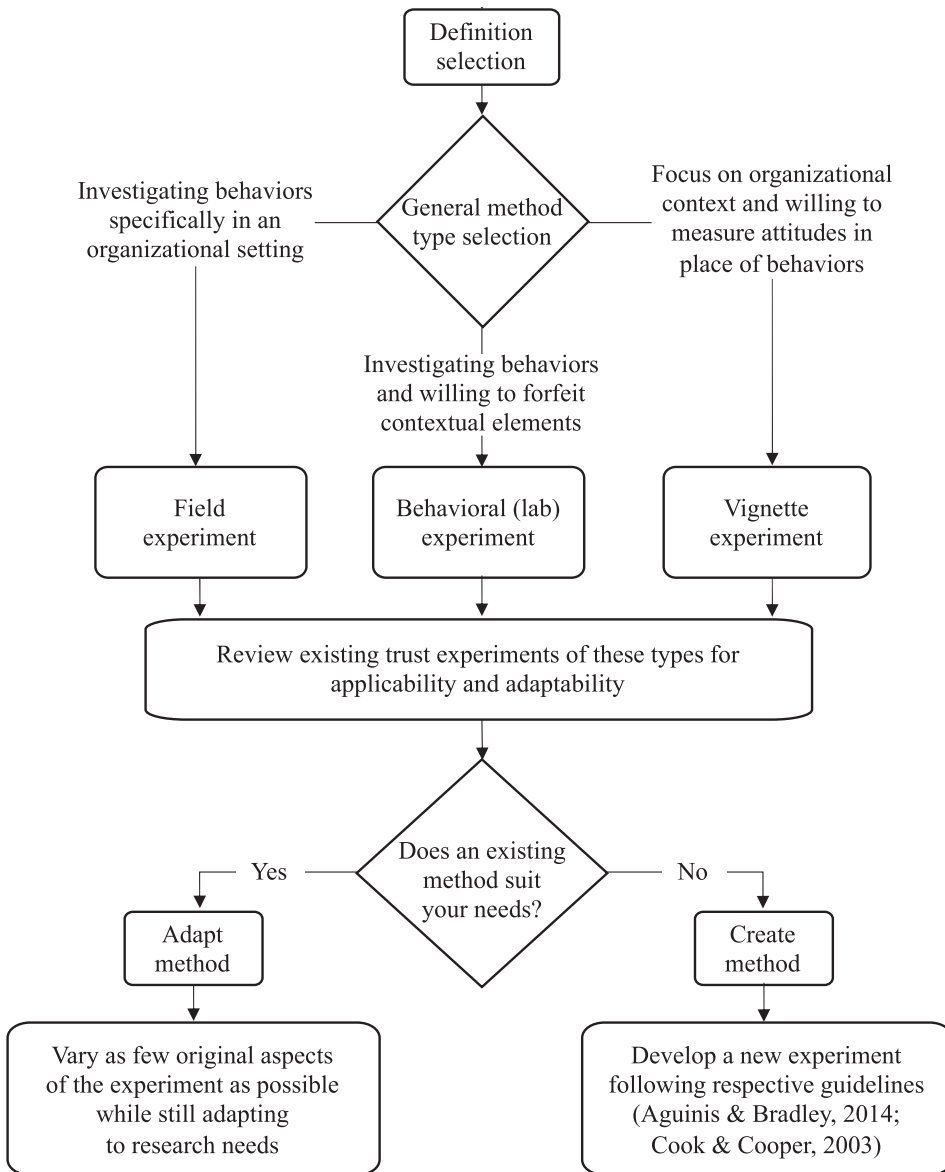 Definition
selection
General method
type selection
Investigating behaviors
specifically in an
organizational setting
Focus on organizational
context and willing to
measure attitudes in
place of behaviors
Investigating behaviors
and willing to forfeit
contextual elements
Field
experiment
Behavioral (lab)
experiment
Vignette
experiment
Review existing trust experiments of these types for
applicability and adaptability
Does an existing
method suit
your needs?
Yes
No
Adapt
method
Create
method
Vary as few original aspects
of the experiment as possible
while still adapting
to research needs
Develop a new experiment
following respective guidelines
(Aguinis & Bradley, 2014;
Cook & Cooper, 2003)